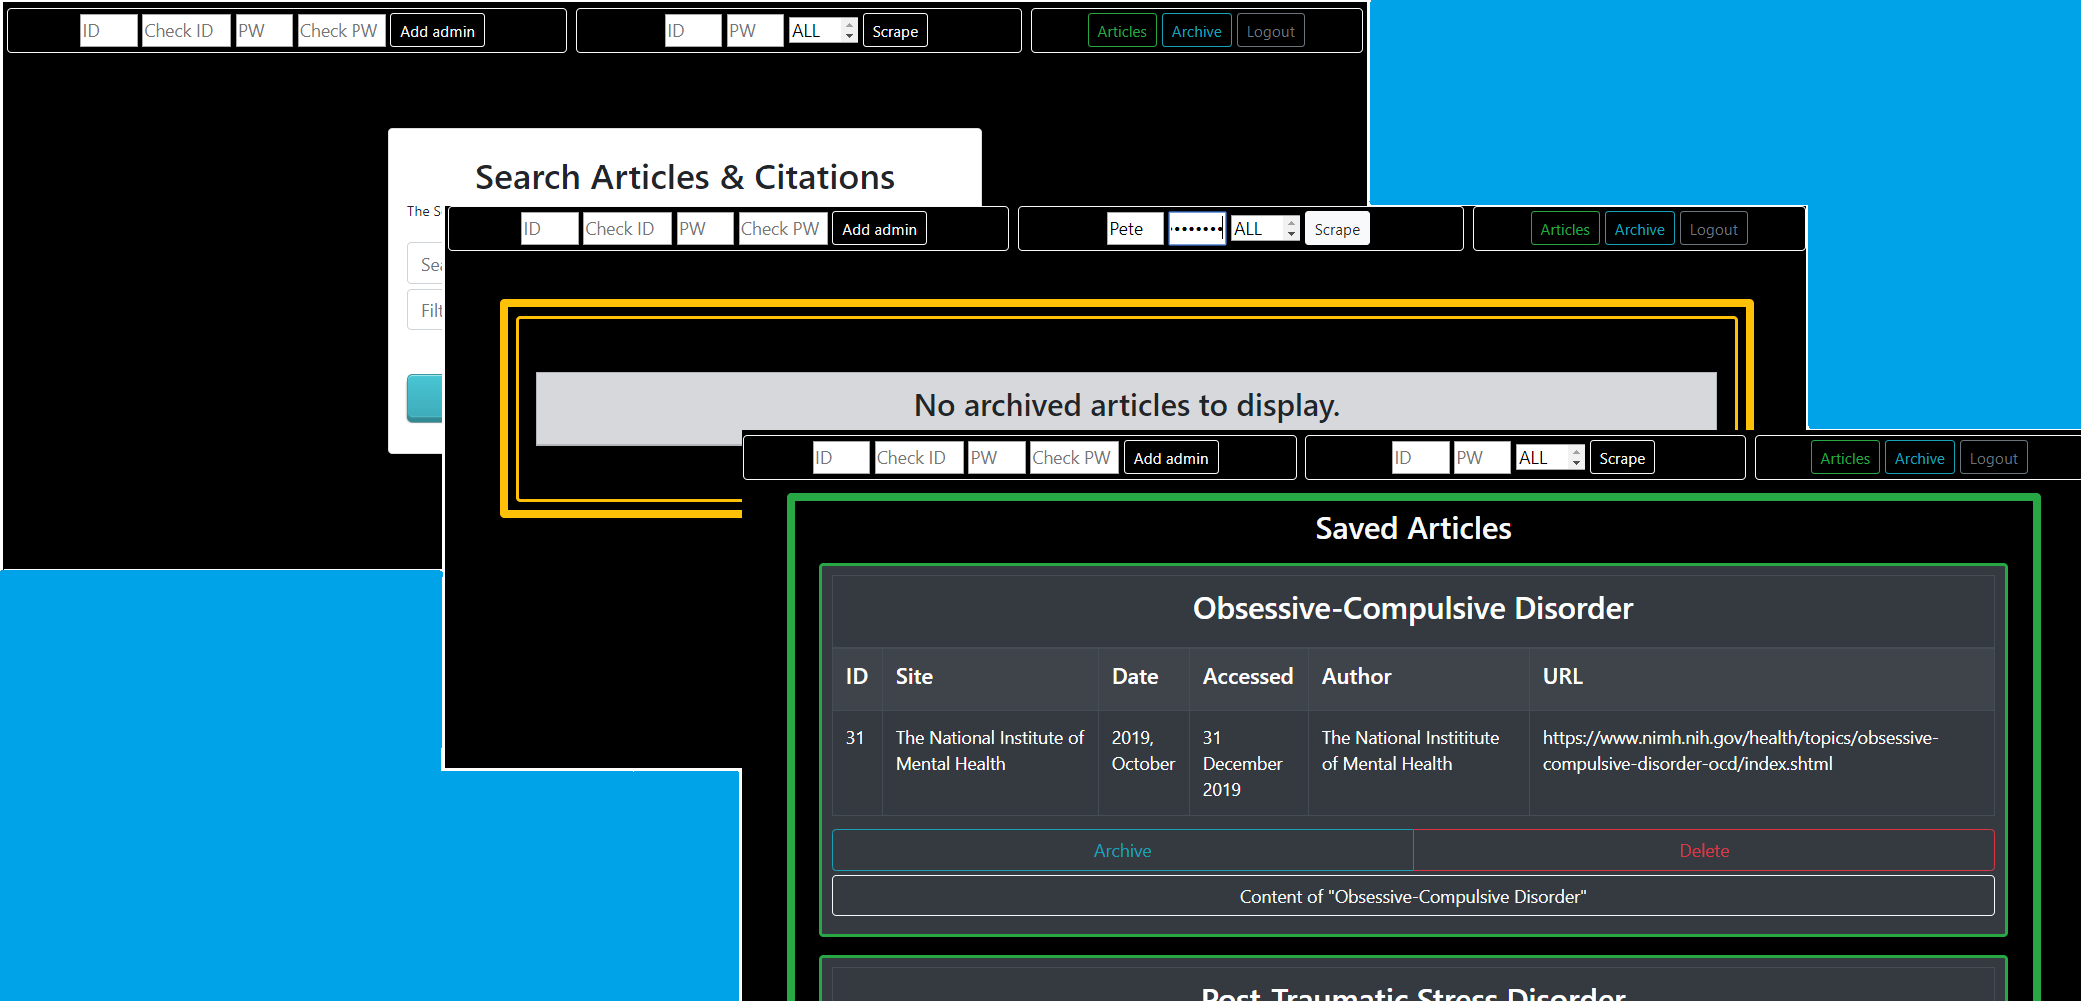 ID Check ID PW Check PW Add admin ID PW ALL Scrape Articles Archive Logout
Search Articles & Citations
The S
ID Check ID PW Check PW Add admin Pete ALL Scrape Articles Archive Logout
Sea
Filt
No archived articles to display.
ID Check ID PW Check PW Add admin ID PW ALL Scrape Articles Archive Logout
Saved Articles
Obsessive-Compulsive Disorder
ID Site Date Accessed Author URL
31 The National Institute of 2019, 31 The National Instititute https://www.nimh.nih.gov/health/topics/obsessive-
Mental Health October December of Mental Health compulsive-disorder-ocd/index.shtml
2019
Archive Delete
Content of "Obsessive-Compulsive Disorder"
Post-Traumatic Stress Disorder